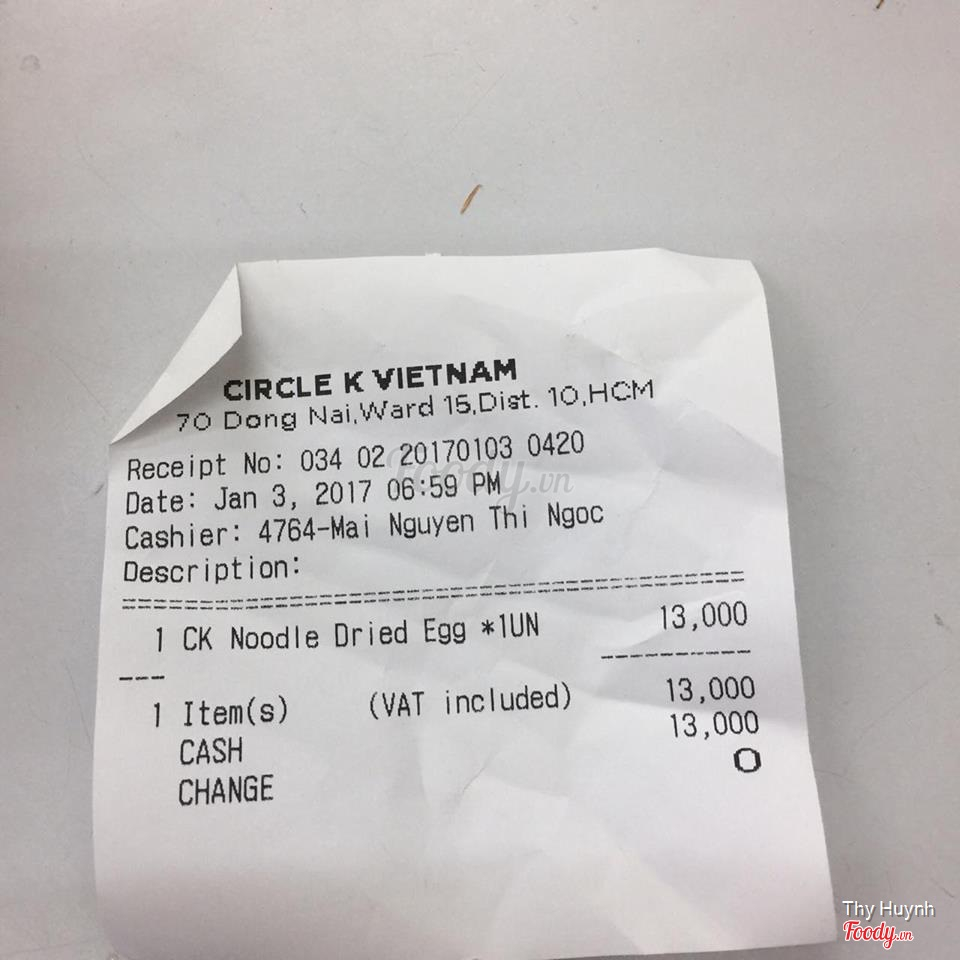 CIRCLE K VIETNAM
70 Dong Nai,Ward 15,Dist. 10,HCM
Receipt No: 034 02 20170103 0420
Date: Jan 3, 2017 06:59 PM
Cashier: 4764-Mai Nguyen Thi Ngoc
Description:
1 CK Noodle Dried Egg *1UN 13,000
1 Item(s) (VAT included) 13,000
CASH 13,000
CHANGE 0
Foody.vn
Thy Huynh
Foody.vn